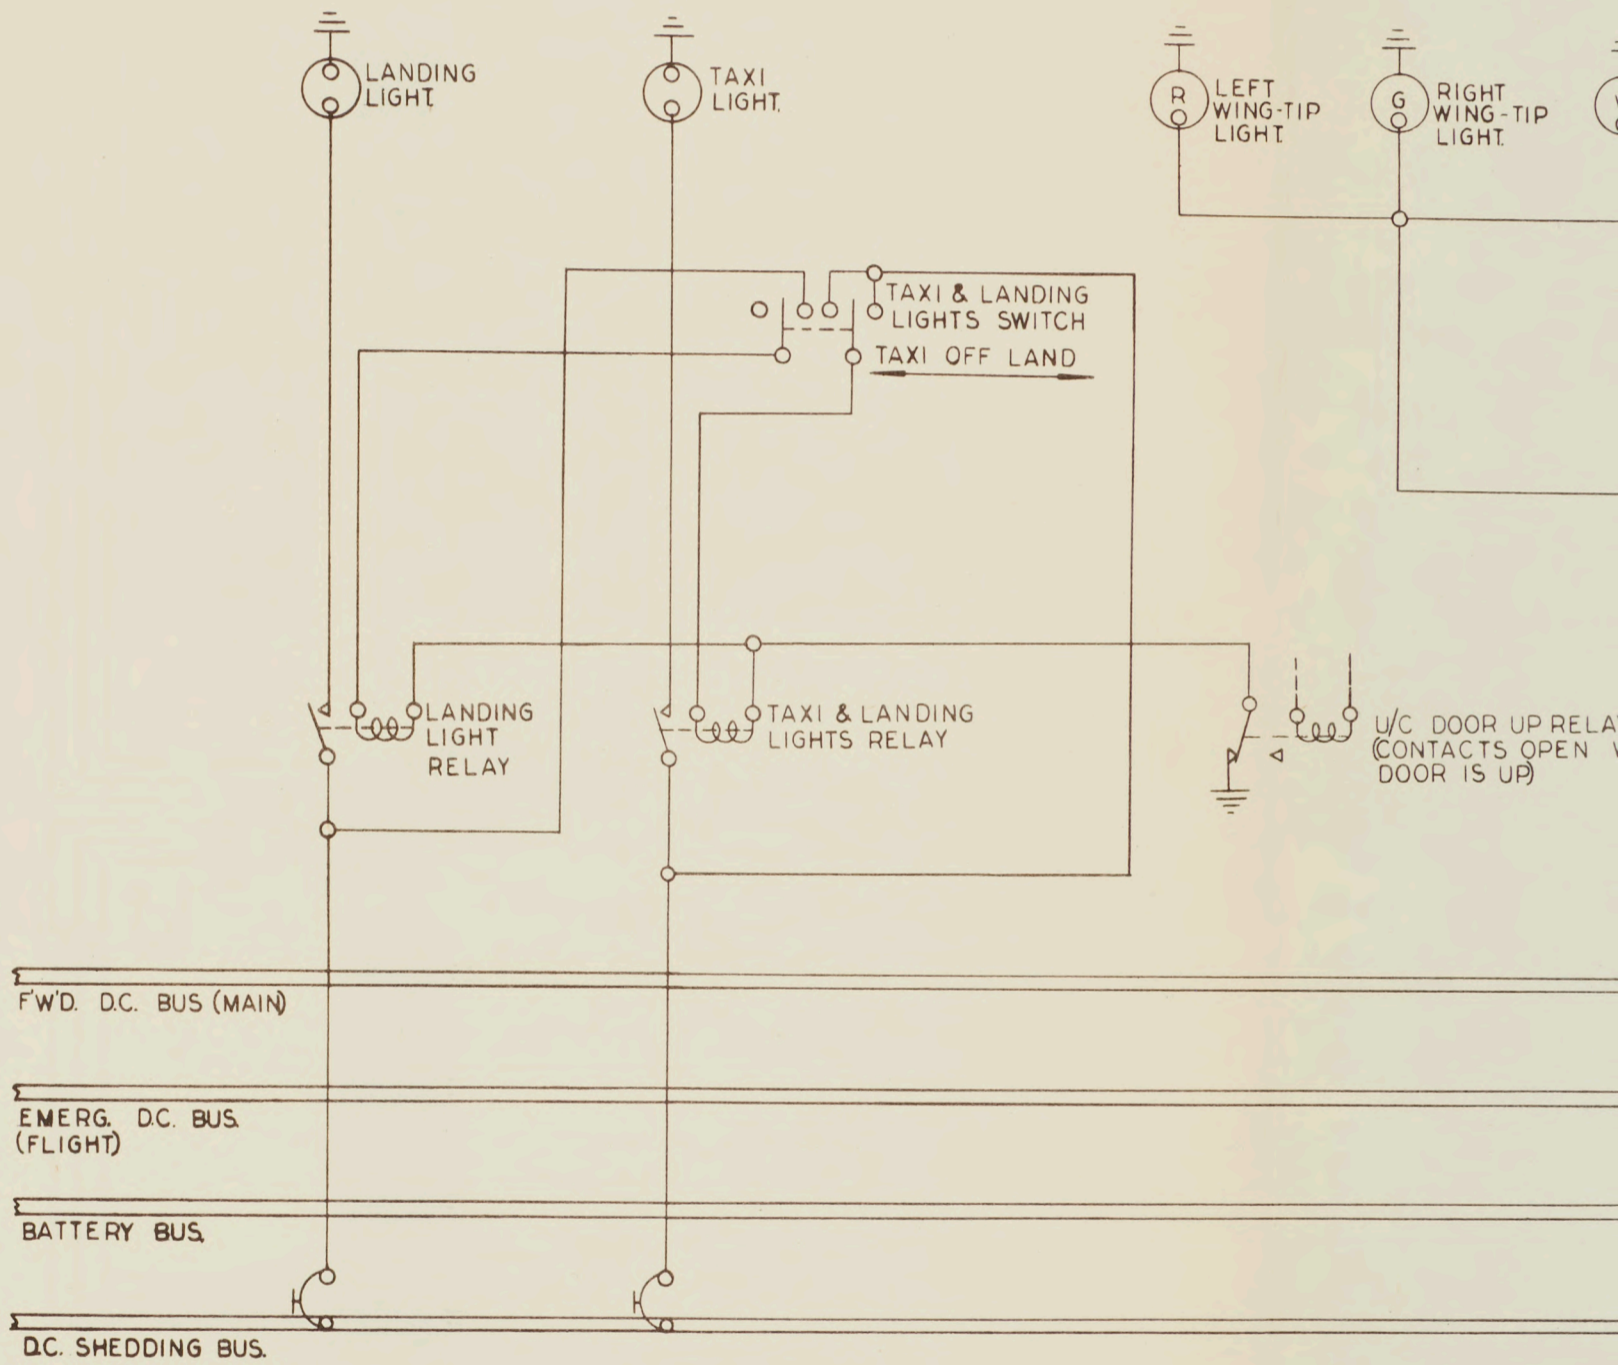 LANDING
LIGHT.
TAXI
LIGHT.
R
LEFT
WING-TIP
LIGHT.
G
RIGHT
WING-TIP
LIGHT.
TAXI & LANDING
LIGHTS SWITCH
TAXI OFF LAND
LANDING
LIGHT
RELAY
TAXI & LANDING
LIGHTS RELAY
U/C DOOR UP
(CONTACTS OPEN
DOOR IS UP)
F'W'D. D.C. BUS (MAIN)
EMERG. D.C. BUS.
(FLIGHT)
BATTERY BUS.
D.C. SHEDDING BUS.